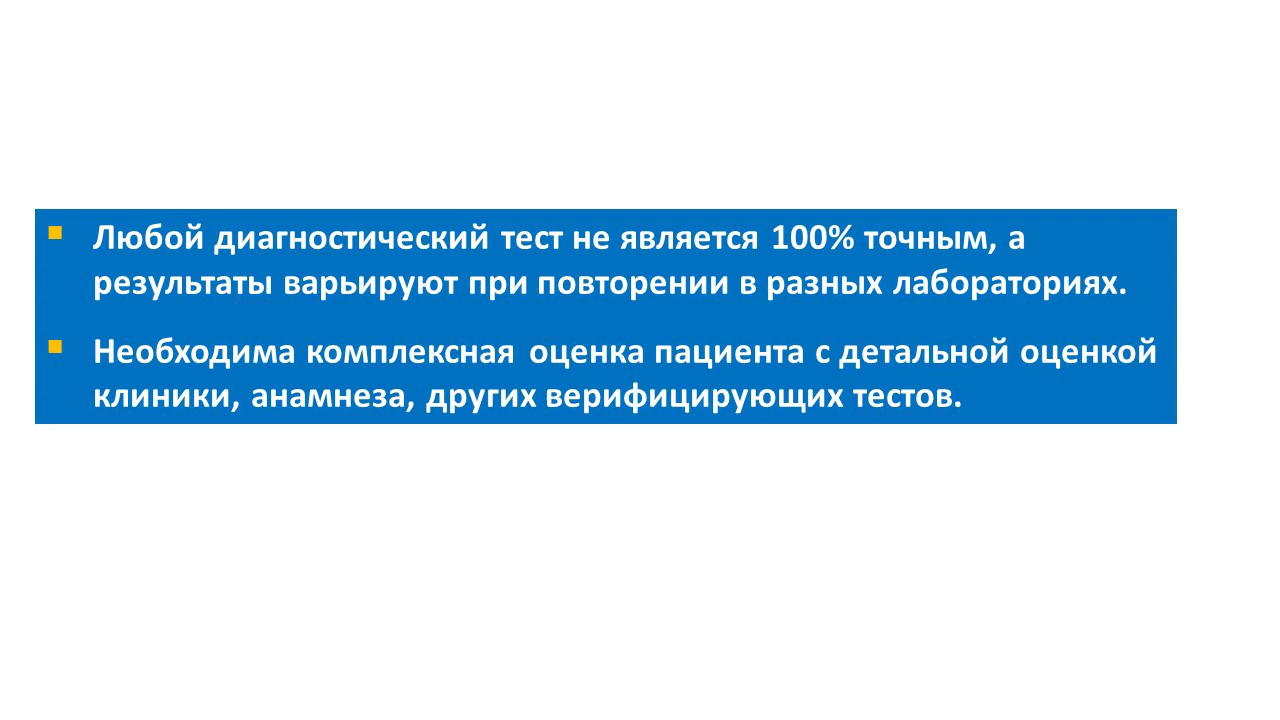 Любой диагностический тест не является 100% точным, а
результаты варьируют при повторении в разных лабораториях.
Необходима комплексная оценка пациента с детальной оценкой
клиники, анамнеза, других верифицирующих тестов.